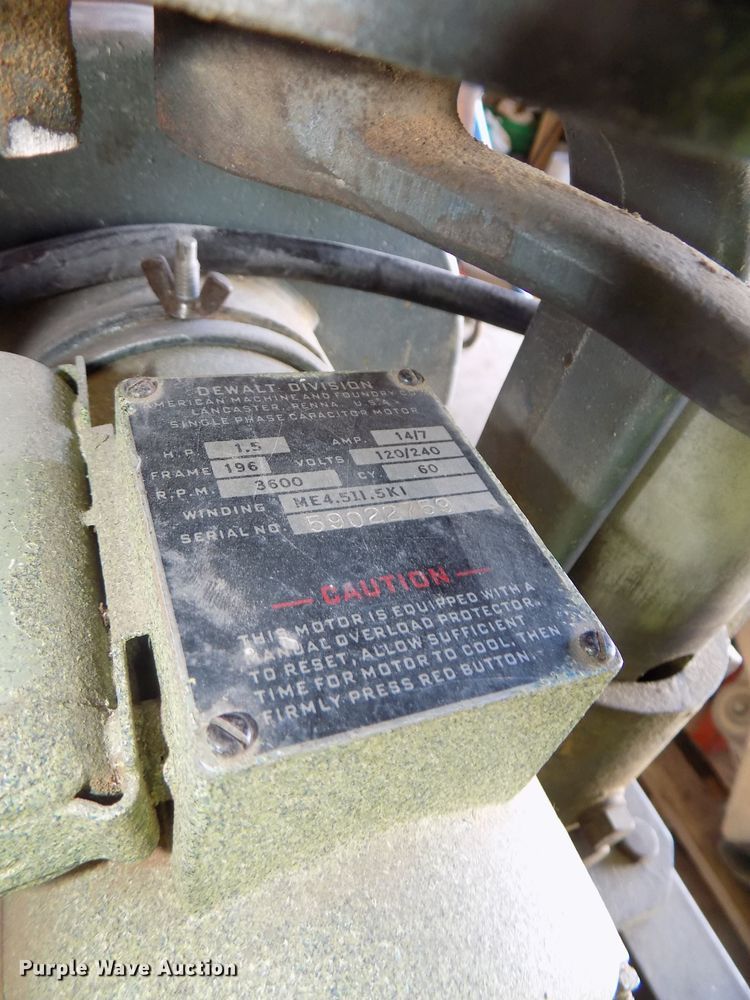 DEWALT DIVISION
AMERICAN MACHINE AND FOUNDRY CO.
LANCASTER, PENNA. U.S.A.
SINGLE PHASE CAPACITOR MOTOR
H.P. 1.5 AMP. 14/7
FRAME 196 VOLTS 120/240
R.P.M. 3600 CY. 60
WINDING ME4.5I1.5K1
SERIAL NO. 59022759
— CAUTION —
THIS MOTOR IS EQUIPPED WITH A
MANUAL OVERLOAD PROTECTOR.
TO RESET, ALLOW SUFFICIENT
TIME FOR MOTOR TO COOL, THEN
FIRMLY PRESS RED BUTTON.
Purple Wave Auction